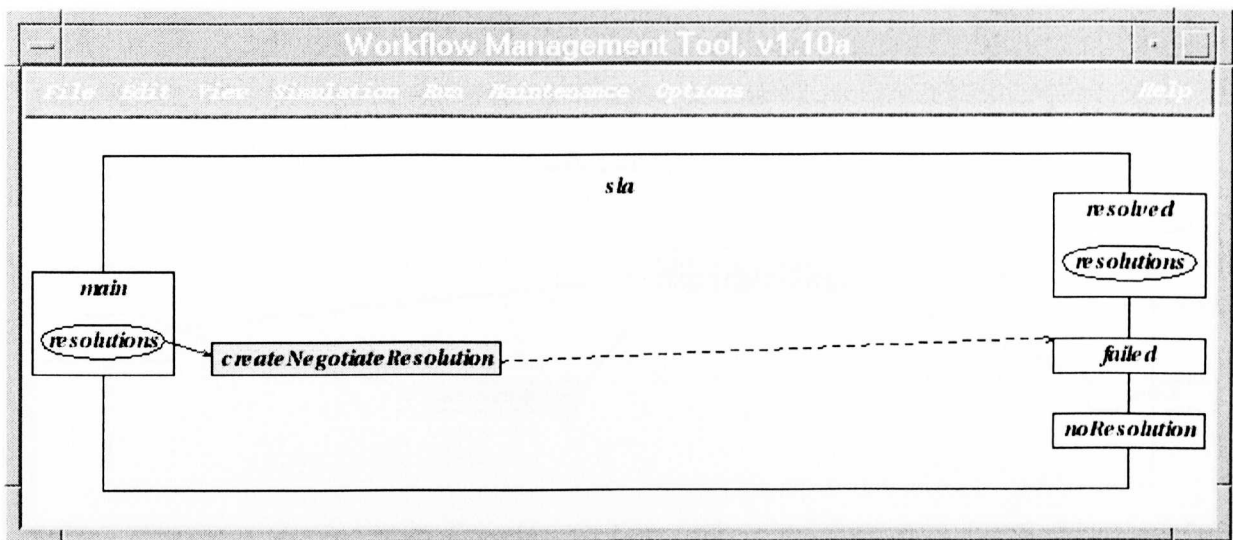 Workflow Management Tool, v1.10a
File Edit View Simulation Run Maintenance Options Help
sla
resolved
resolutions
main
resolutions
createNegotiateResolution
failed
noResolution